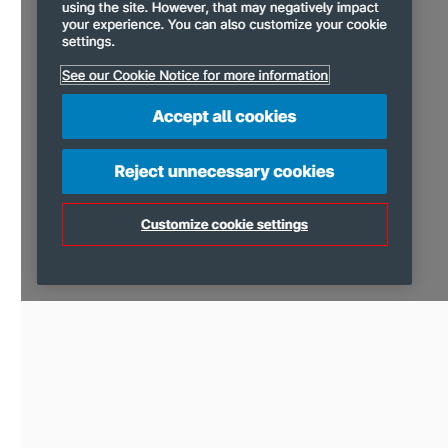 using the site. However, that may negatively impact
your experience. You can also customize your cookie
settings.
See our Cookie Notice for more information
Accept all cookies
Reject unnecessary cookies
Customize cookie settings